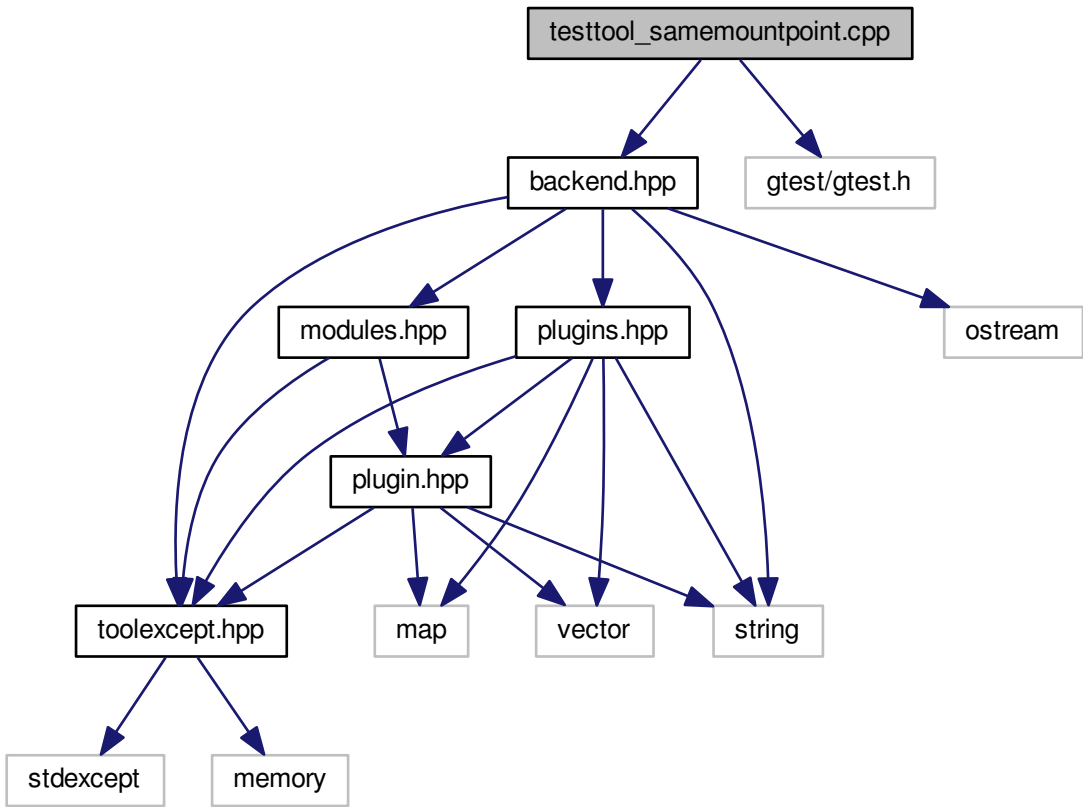 testtool_samemountpoint.cpp
backend.hpp
gtest/gtest.h
modules.hpp
plugins.hpp
ostream
plugin.hpp
toolexcept.hpp
map
vector
string
stdexcept
memory